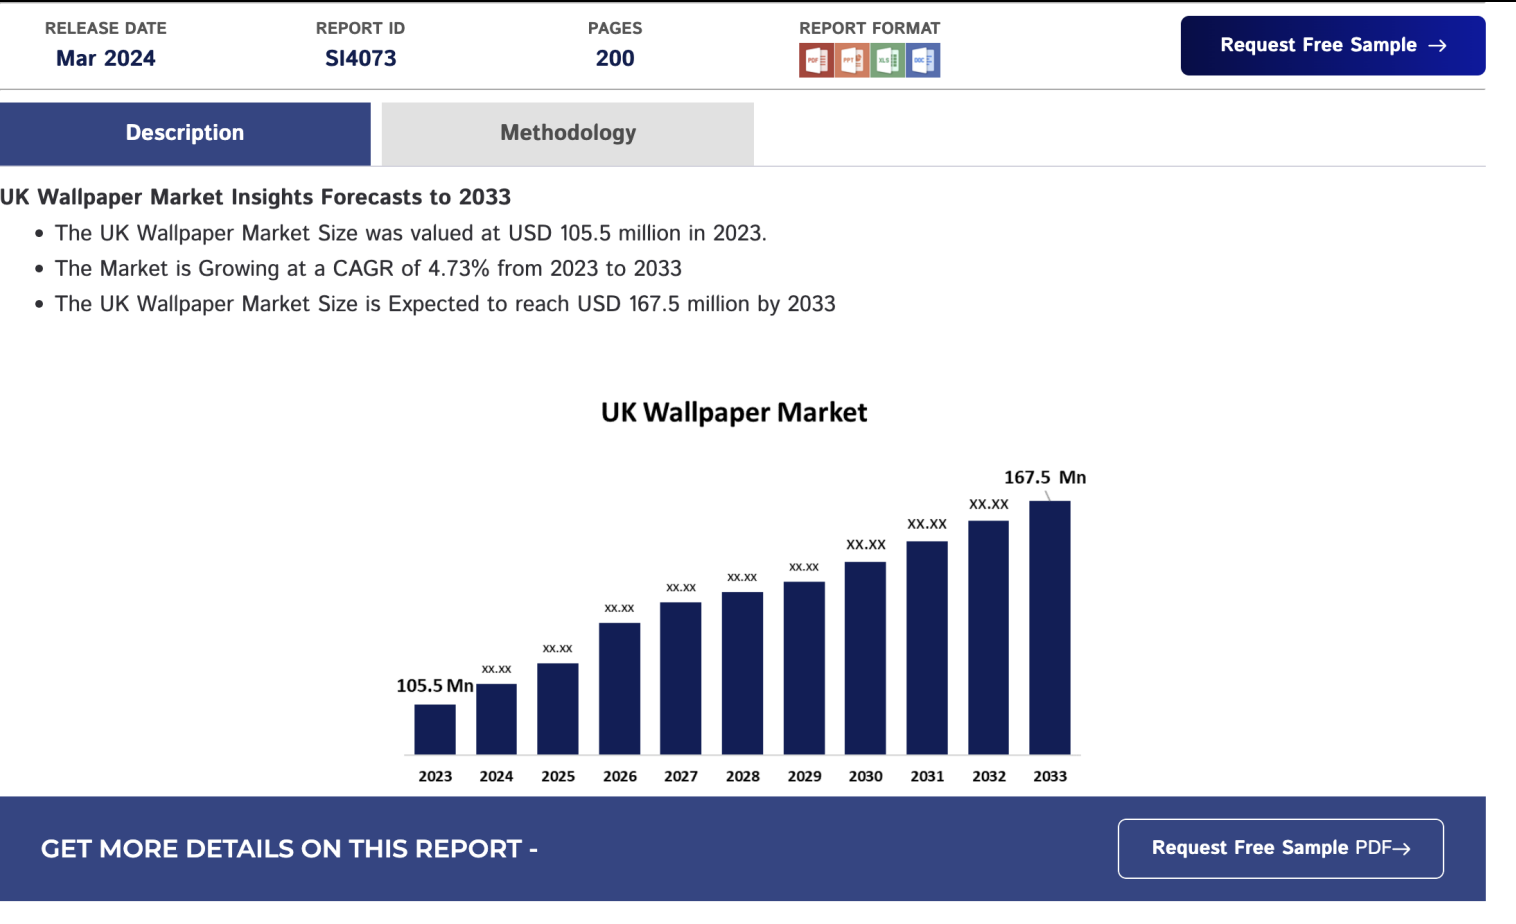 RELEASE DATE
Mar 2024
REPORT ID
SI4073
PAGES
200
REPORT FORMAT
PDF PPT XLS DOC
Request Free Sample →
Description
Methodology
UK Wallpaper Market Insights Forecasts to 2033
• The UK Wallpaper Market Size was valued at USD 105.5 million in 2023.
• The Market is Growing at a CAGR of 4.73% from 2023 to 2033
• The UK Wallpaper Market Size is Expected to reach USD 167.5 million by 2033
UK Wallpaper Market
105.5 Mn
xx.xx
xx.xx
xx.xx
xx.xx
xx.xx
xx.xx
xx.xx
xx.xx
xx.xx
167.5 Mn
2023 2024 2025 2026 2027 2028 2029 2030 2031 2032 2033
GET MORE DETAILS ON THIS REPORT -
Request Free Sample PDF→